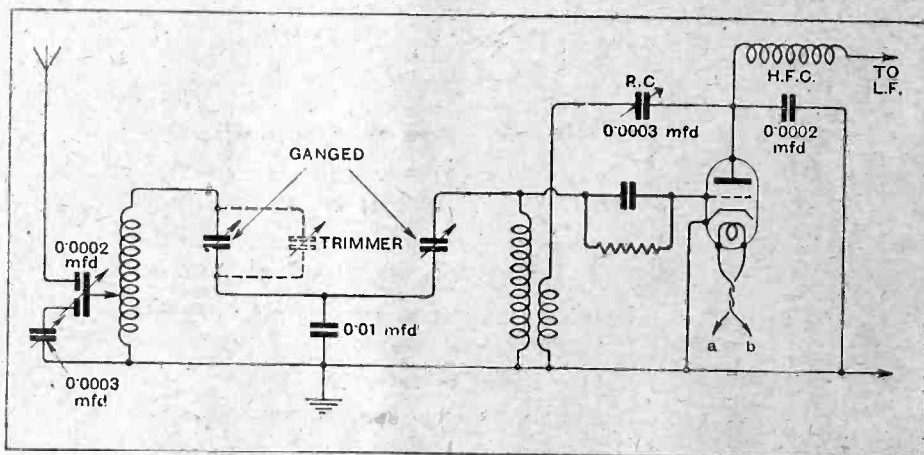 H.F.C.
TO
L.F.
R.C.
0·0003 mfd
0·0002
mfd
GANGED
TRIMMER
0·0002
mfd
0·01 mfd
0·0003
mfd
a b